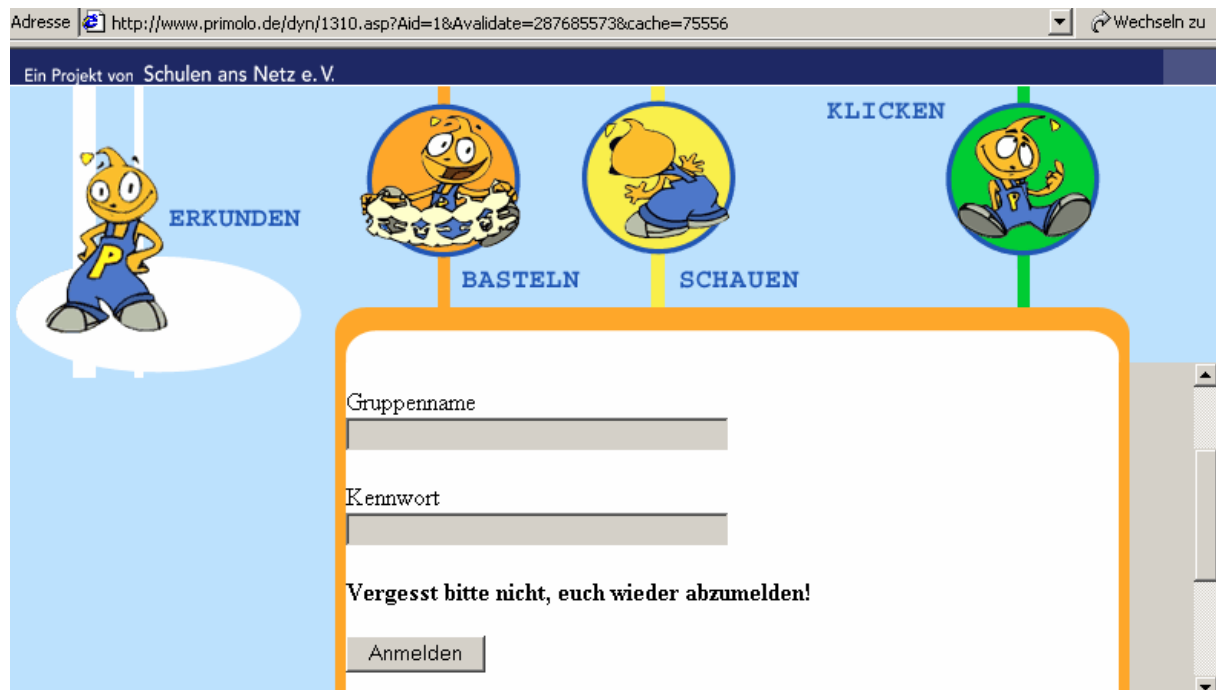 Adresse http://www.primolo.de/dyn/1310.asp?Aid=1&Avalidate=287685573&cache=75556 Wechseln zu
Ein Projekt von Schulen ans Netz e.V.
KLICKEN
ERKUNDEN
P
P
BASTELN
SCHAUEN
Gruppenname
Kennwort
Vergesst bitte nicht, euch wieder abzumelden!
Anmelden